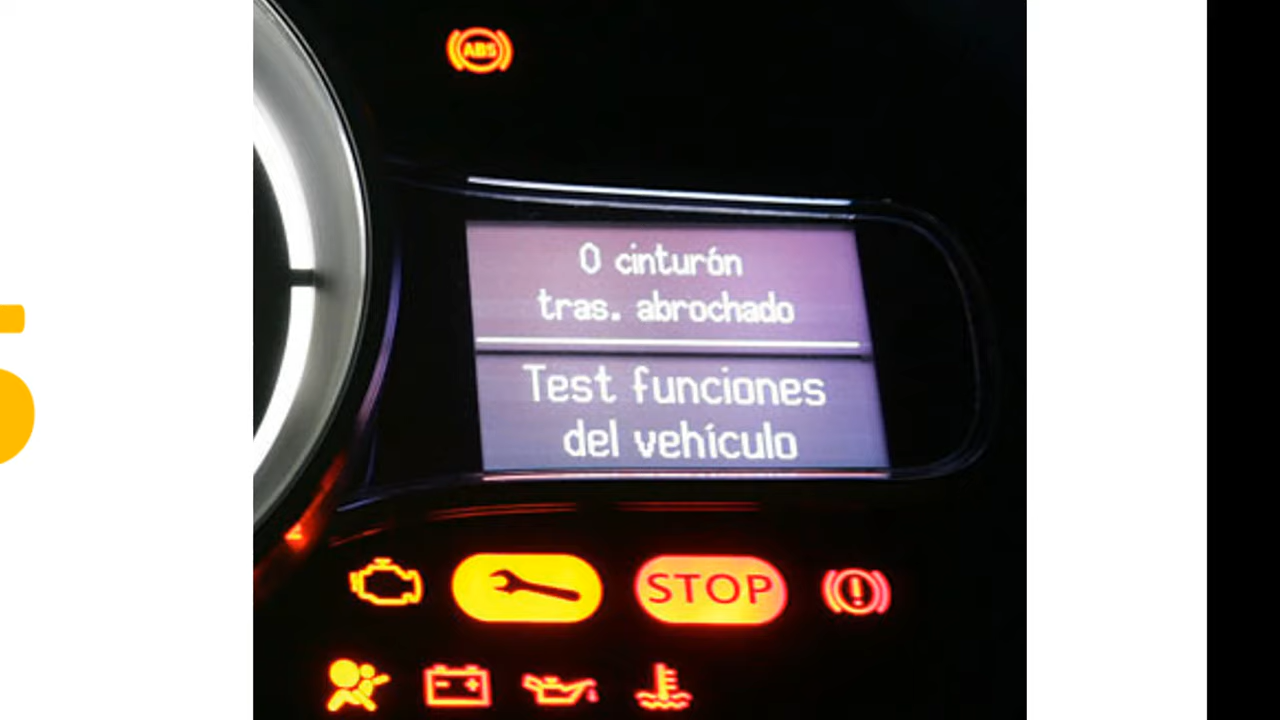 ABS
0 cinturón
tras. abrochado
Test funciones
del vehículo
STOP